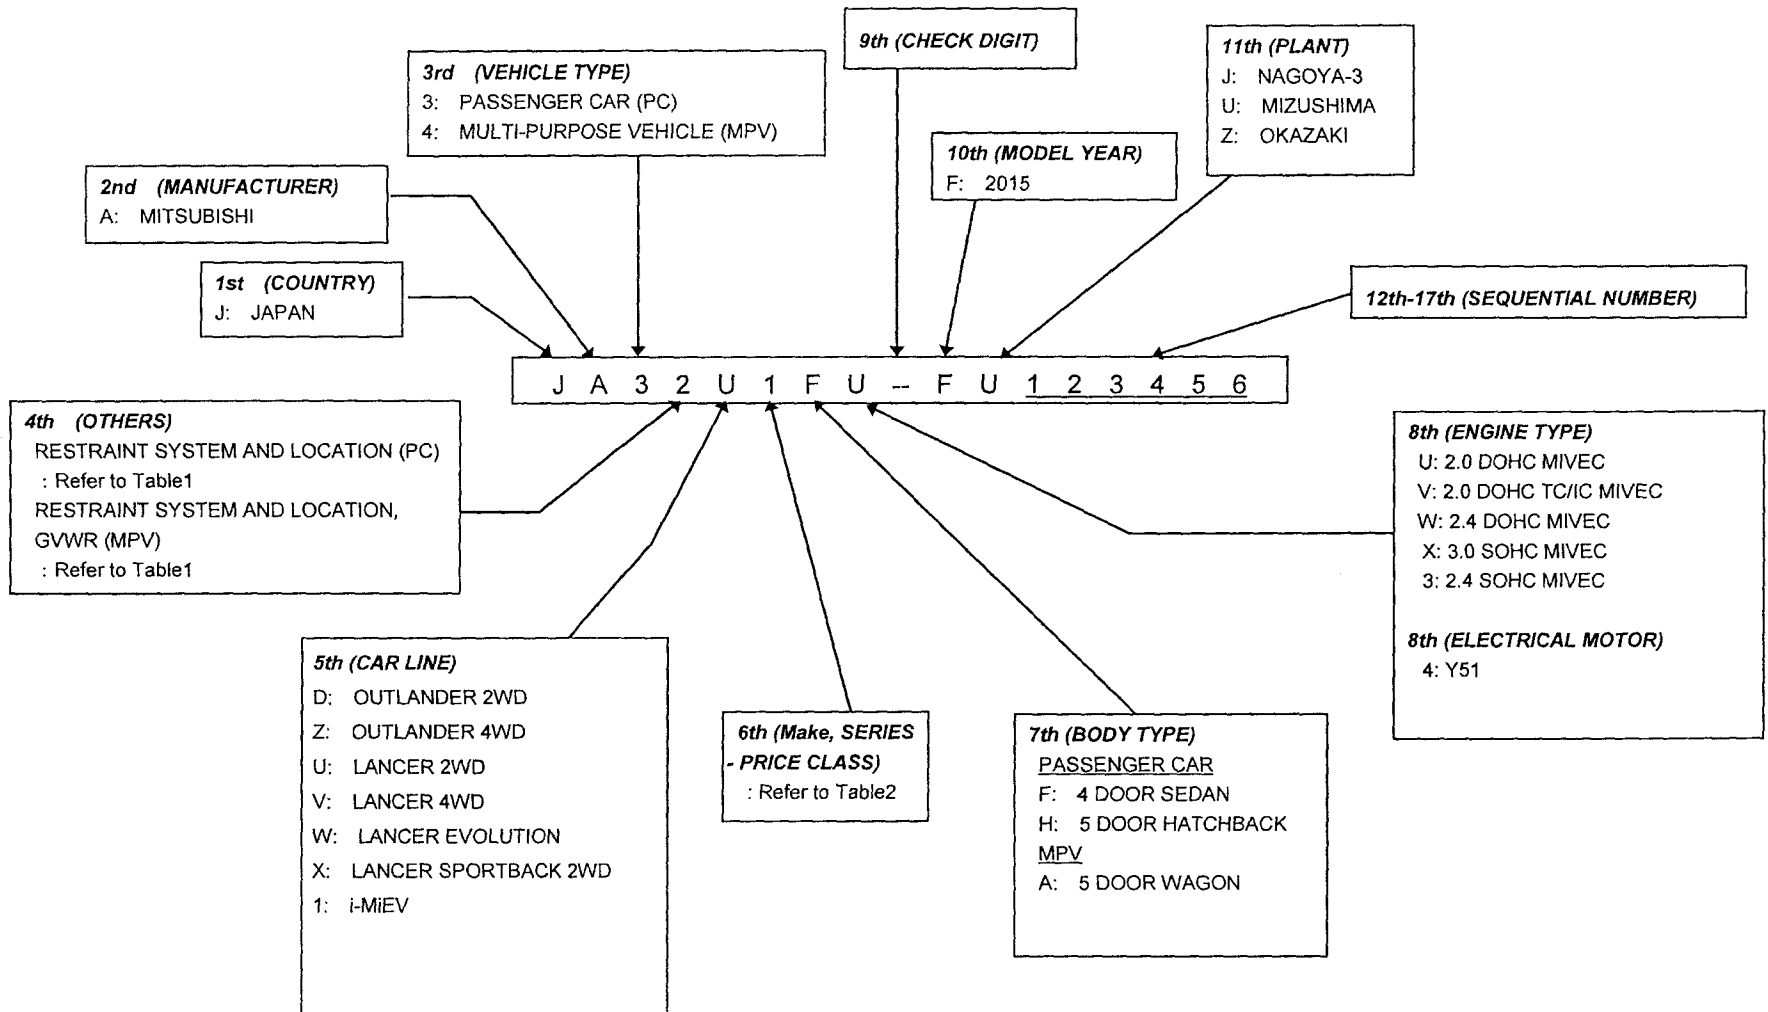 9th (CHECK DIGIT)
11th (PLANT)
J: NAGOYA-3
U: MIZUSHIMA
Z: OKAZAKI
3rd (VEHICLE TYPE)
3: PASSENGER CAR (PC)
4: MULTI-PURPOSE VEHICLE (MPV)
10th (MODEL YEAR)
F: 2015
2nd (MANUFACTURER)
A: MITSUBISHI
1st (COUNTRY)
J: JAPAN
12th-17th (SEQUENTIAL NUMBER)
J A 3 2 U 1 F U -- F U 1 2 3 4 5 6
4th (OTHERS)
RESTRAINT SYSTEM AND LOCATION (PC)
: Refer to Table1
RESTRAINT SYSTEM AND LOCATION,
GVWR (MPV)
: Refer to Table1
8th (ENGINE TYPE)
U: 2.0 DOHC MIVEC
V: 2.0 DOHC TC/IC MIVEC
W: 2.4 DOHC MIVEC
X: 3.0 SOHC MIVEC
3: 2.4 SOHC MIVEC
8th (ELECTRICAL MOTOR)
4: Y51
5th (CAR LINE)
D: OUTLANDER 2WD
Z: OUTLANDER 4WD
U: LANCER 2WD
V: LANCER 4WD
W: LANCER EVOLUTION
X: LANCER SPORTBACK 2WD
1: i-MiEV
6th (Make, SERIES
- PRICE CLASS)
: Refer to Table2
7th (BODY TYPE)
PASSENGER CAR
F: 4 DOOR SEDAN
H: 5 DOOR HATCHBACK
MPV
A: 5 DOOR WAGON